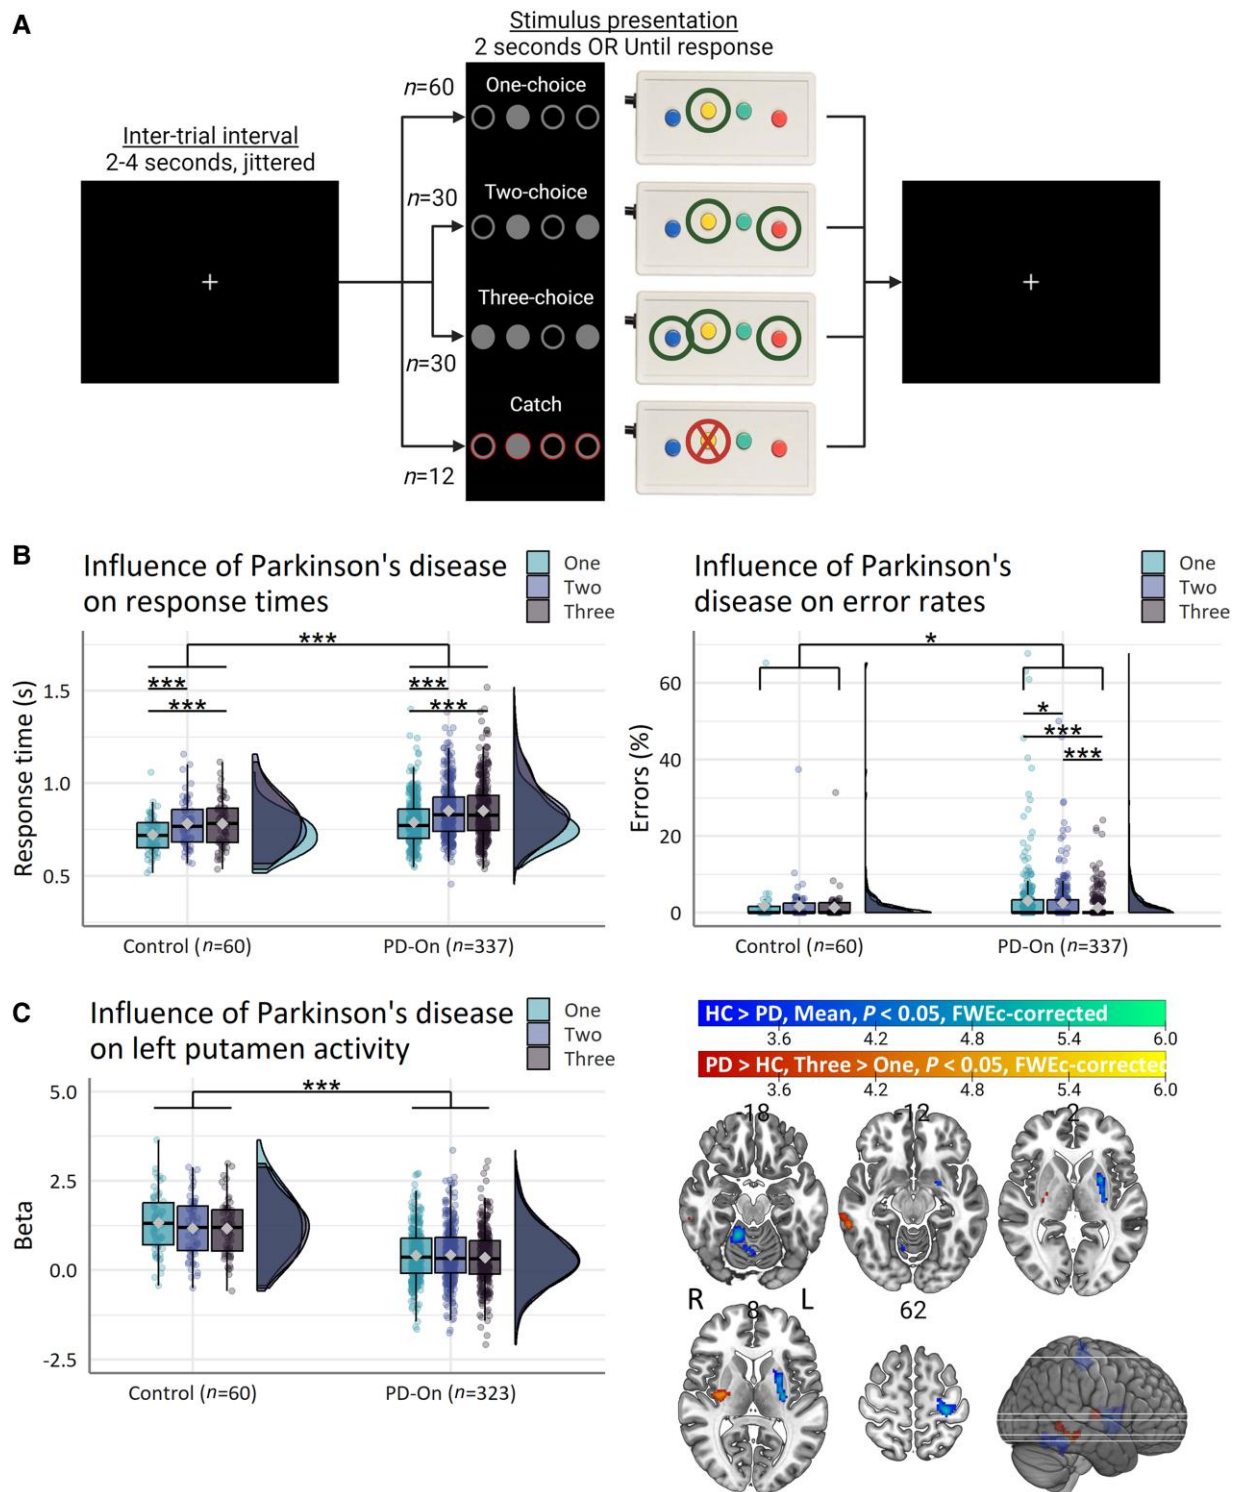 A
Stimulus presentation
2 seconds OR Until response
n=60
One-choice
Inter-trial interval
2-4 seconds, jittered
n=30
Two-choice
Three-choice
n=30
Catch
n=12
B
Influence of Parkinson's disease
on response times
One
Two
Three
***
***
***
***
***
Response time (s)
1.5
1.0
0.5
Control (n=60)
PD-On (n=337)
Influence of Parkinson's
disease on error rates
One
Two
Three
*
*
***
***
Errors (%)
60
40
20
0
Control (n=60)
PD-On (n=337)
C
Influence of Parkinson's disease
on left putamen activity
One
Two
Three
***
Beta
5.0
2.5
0.0
-2.5
Control (n=60)
PD-On (n=323)
HC > PD, Mean, P < 0.05, FWEc-corrected
3.6 4.2 4.8 5.4 6.0
PD > HC, Three > One, P < 0.05, FWEc-corrected
3.6 4.2 4.8 5.4 6.0
-18 -12 2
R 8 L 62